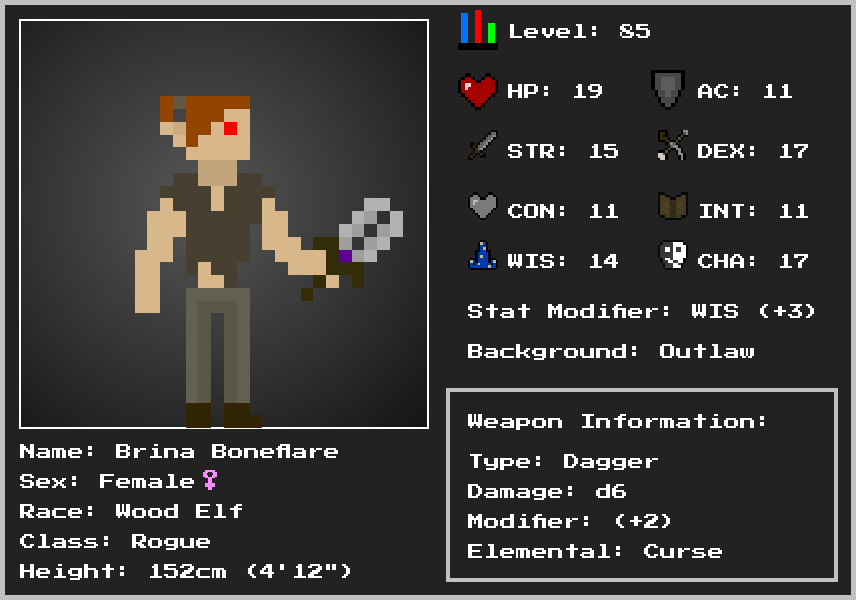 Level: 85
HP: 19 AC: 11
STR: 15 DEX: 17
CON: 11 INT: 11
WIS: 14 CHA: 17
Stat Modifier: WIS (+3)
Background: Outlaw
Weapon Information:
Type: Dagger
Damage: d6
Modifier: (+2)
Elemental: Curse
Name: Brina Boneflare
Sex: Female♀
Race: Wood Elf
Class: Rogue
Height: 152cm (4'12")